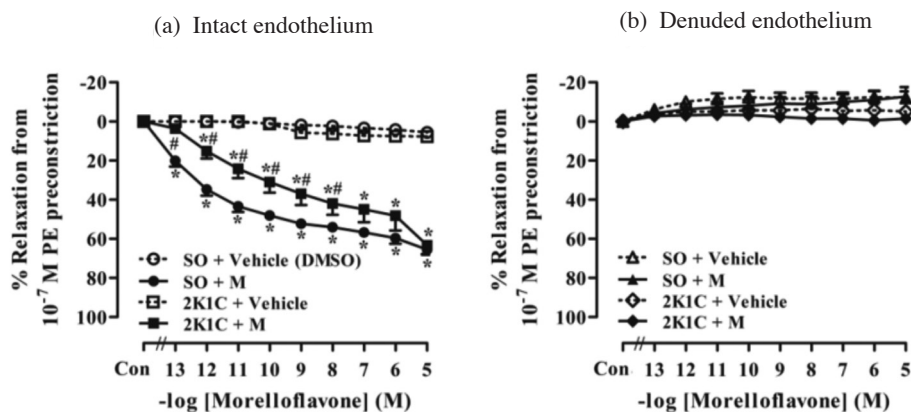 (a) Intact endothelium
% Relaxation from
10⁻⁷ M PE preconstriction
-20
0
20
40
60
80
100
#
*
*#
*
*#
*
*#
*
*#
*
*#
*
*
*
*
*
*
*
SO + Vehicle (DMSO)
SO + M
2K1C + Vehicle
2K1C + M
Con 13 12 11 10 9 8 7 6 5
-log [Morelloflavone] (M)
(b) Denuded endothelium
% Relaxation from
10⁻⁷ M PE preconstriction
-20
0
20
40
60
80
100
SO + Vehicle
SO + M
2K1C + Vehicle
2K1C + M
Con 13 12 11 10 9 8 7 6 5
-log [Morelloflavone] (M)